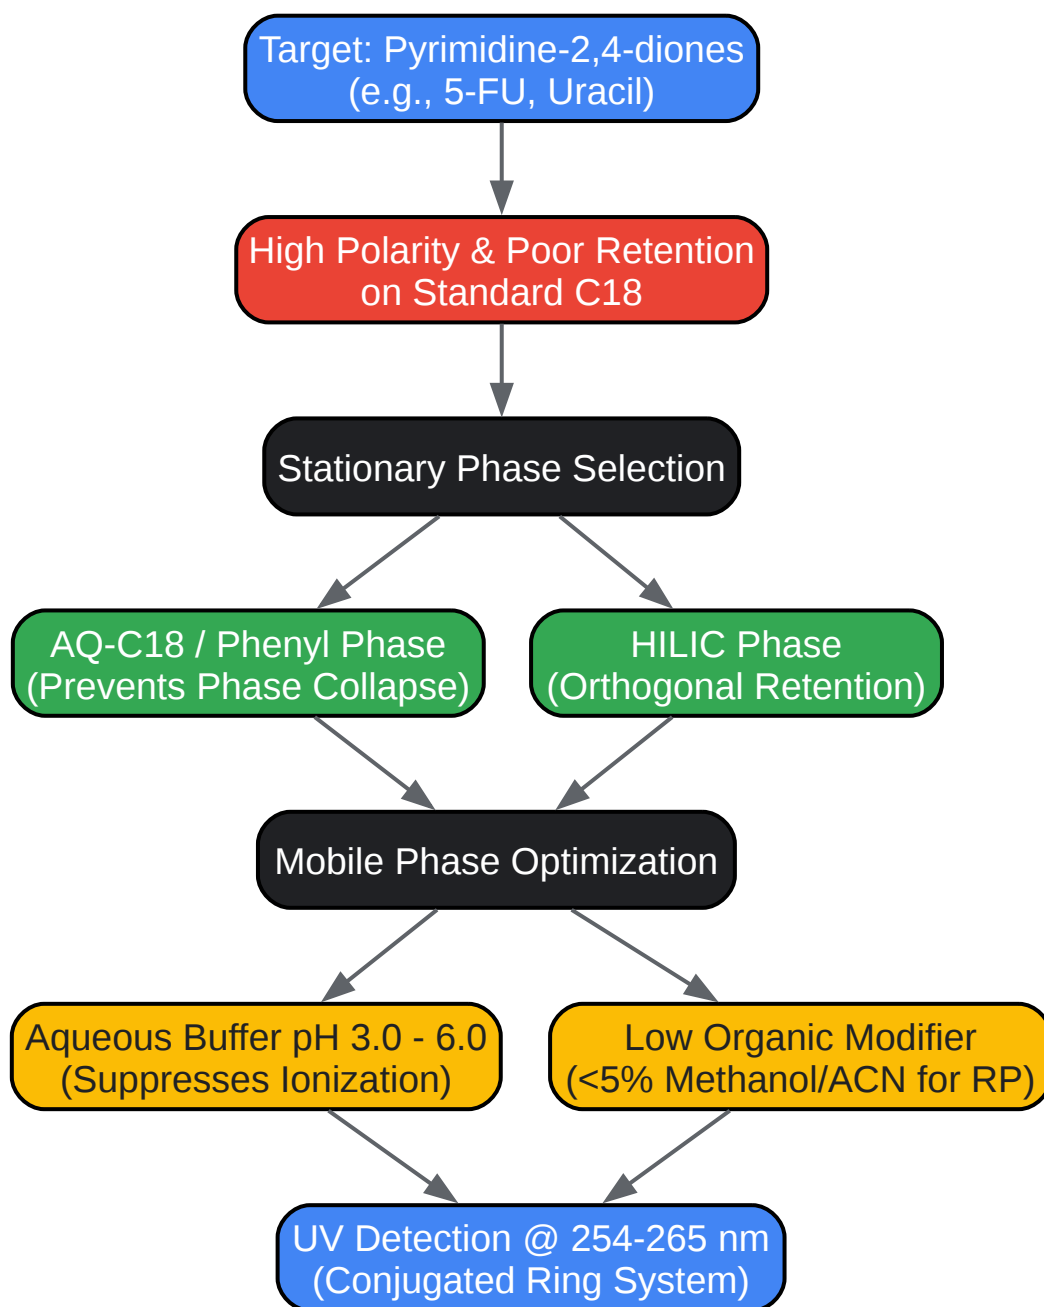 Target: Pyrimidine-2,4-diones
(e.g., 5-FU, Uracil)
High Polarity & Poor Retention
on Standard C18
Stationary Phase Selection
AQ-C18 / Phenyl Phase
(Prevents Phase Collapse)
HILIC Phase
(Orthogonal Retention)
Mobile Phase Optimization
Aqueous Buffer pH 3.0 - 6.0
(Suppresses Ionization)
Low Organic Modifier
(<5% Methanol/ACN for RP)
UV Detection @ 254-265 nm
(Conjugated Ring System)